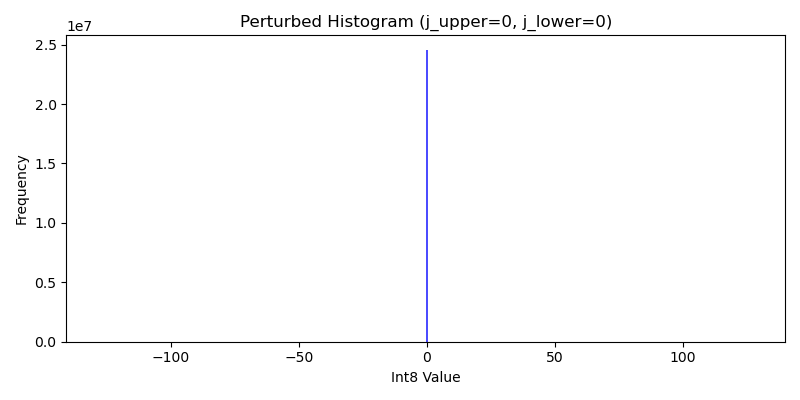 Perturbed Histogram (j_upper=0, j_lower=0)
1e7
2.5
2.0
1.5
1.0
0.5
0.0
Frequency
−100 −50 0 50 100
Int8 Value